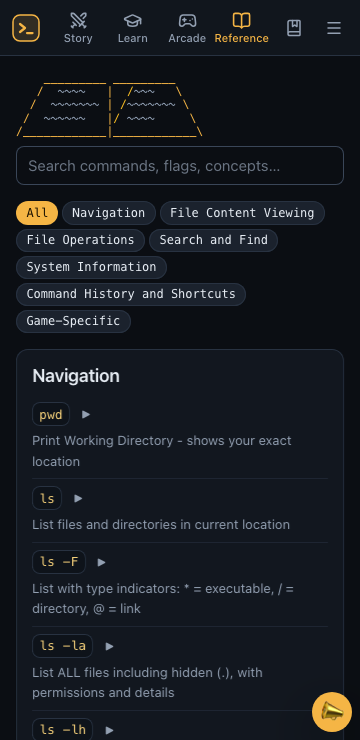 Story
Learn
Arcade
Reference
Search commands, flags, concepts...
All
Navigation
File Content Viewing
File Operations
Search and Find
System Information
Command History and Shortcuts
Game-Specific
Navigation
pwd
Print Working Directory - shows your exact
location
ls
List files and directories in current location
ls -F
List with type indicators: * = executable, / =
directory, @ = link
ls -la
List ALL files including hidden (.), with
permissions and details
ls -lh